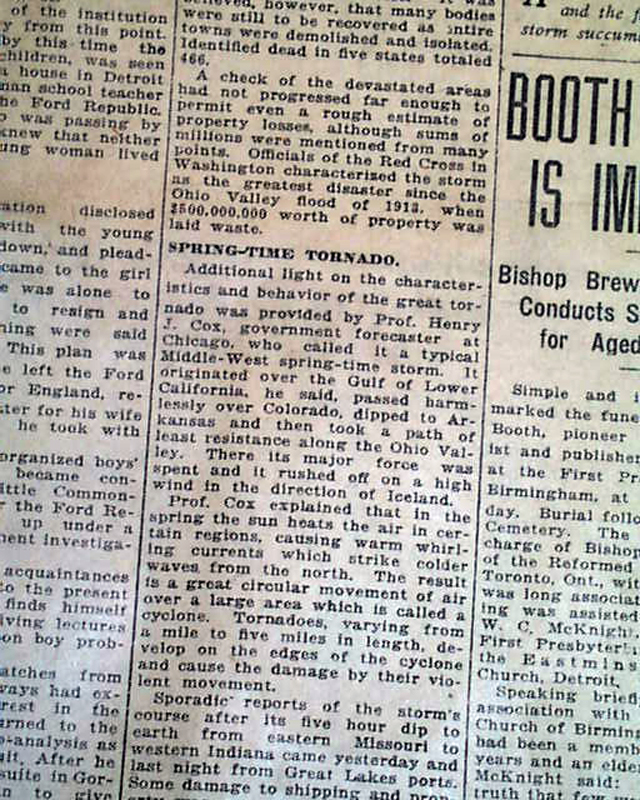 of the institution
y from this point.
by this time the
children, was seen
a house in Detroit
man school teacher
he Ford Republic.
was passing by
knew that neither
ung woman lived
ation disclosed
with the young
down,' and plead-
came to the girl
e was alone to
to resign and
ning were said
This plan was
e left the Ford
or England, re-
ter for his wife
he took with
organized boys'
became con-
ittle Common-
r the Ford Re-
up under a
ment investiga-
acquaintances
to the present
finds himself
iving lectures
on boy prob-
atches from
ways had ex-
rest in the
arned to the
o-analysis as
it. After he
suite in Gor-
n to give
however, that many bodies
were still to be recovered as entire
towns were demolished and isolated.
Identified dead in five states totaled
466.
A check of the devastated areas
had not progressed far enough to
permit even a rough estimate of
property losses, although sums of
millions were mentioned from many
points. Officials of the Red Cross in
Washington characterized the storm
as the greatest disaster since the
Ohio Valley flood of 1913, when
$500,000,000 worth of property was
laid waste.
SPRING-TIME TORNADO.
Additional light on the character-
istics and behavior of the great tor-
nado was provided by Prof. Henry
J. Cox, government forecaster at
Chicago, who called it a typical
Middle-West spring-time storm. It
originated over the Gulf of Lower
California, he said, passed harm-
lessly over Colorado, dipped to Ar-
kansas and then took a path of
least resistance along the Ohio Val-
ley. There its major force was
spent and it rushed off on a high
wind in the direction of Iceland.
Prof. Cox explained that in the
spring the sun heats the air in cer-
tain regions, causing warm whirl-
ing currents which strike colder
waves from the north. The result
is a great circular movement of air
over a large area which is called a
cyclone. Tornadoes, varying from
a mile to five miles in length, de-
velop on the edges of the cyclone
and cause the damage by their vio-
lent movement.
Sporadic reports of the storm's
course after its five hour dip to
earth from eastern Missouri to
western Indiana came yesterday and
last night from Great Lakes ports.
Some damage to shipping and prop-
and the f
storm succum
BOOTH
IS IM
Bishop Brew
Conducts S
for Aged
Simple and i
marked the fune
Booth, pioneer
ist and publisher
at the First Pr
Birmingham, at
day. Burial follo
Cemetery. The
charge of Bishop
of the Reformed
Toronto, Ont., wi
was long associat
ing was assisted
W. C. McKnight
First Presbyteri
the Eastmins
Church, Detroit.
Speaking brief
association with
Church of Birmin
had been a memb
years and an elder
McKnight said:
truth that few